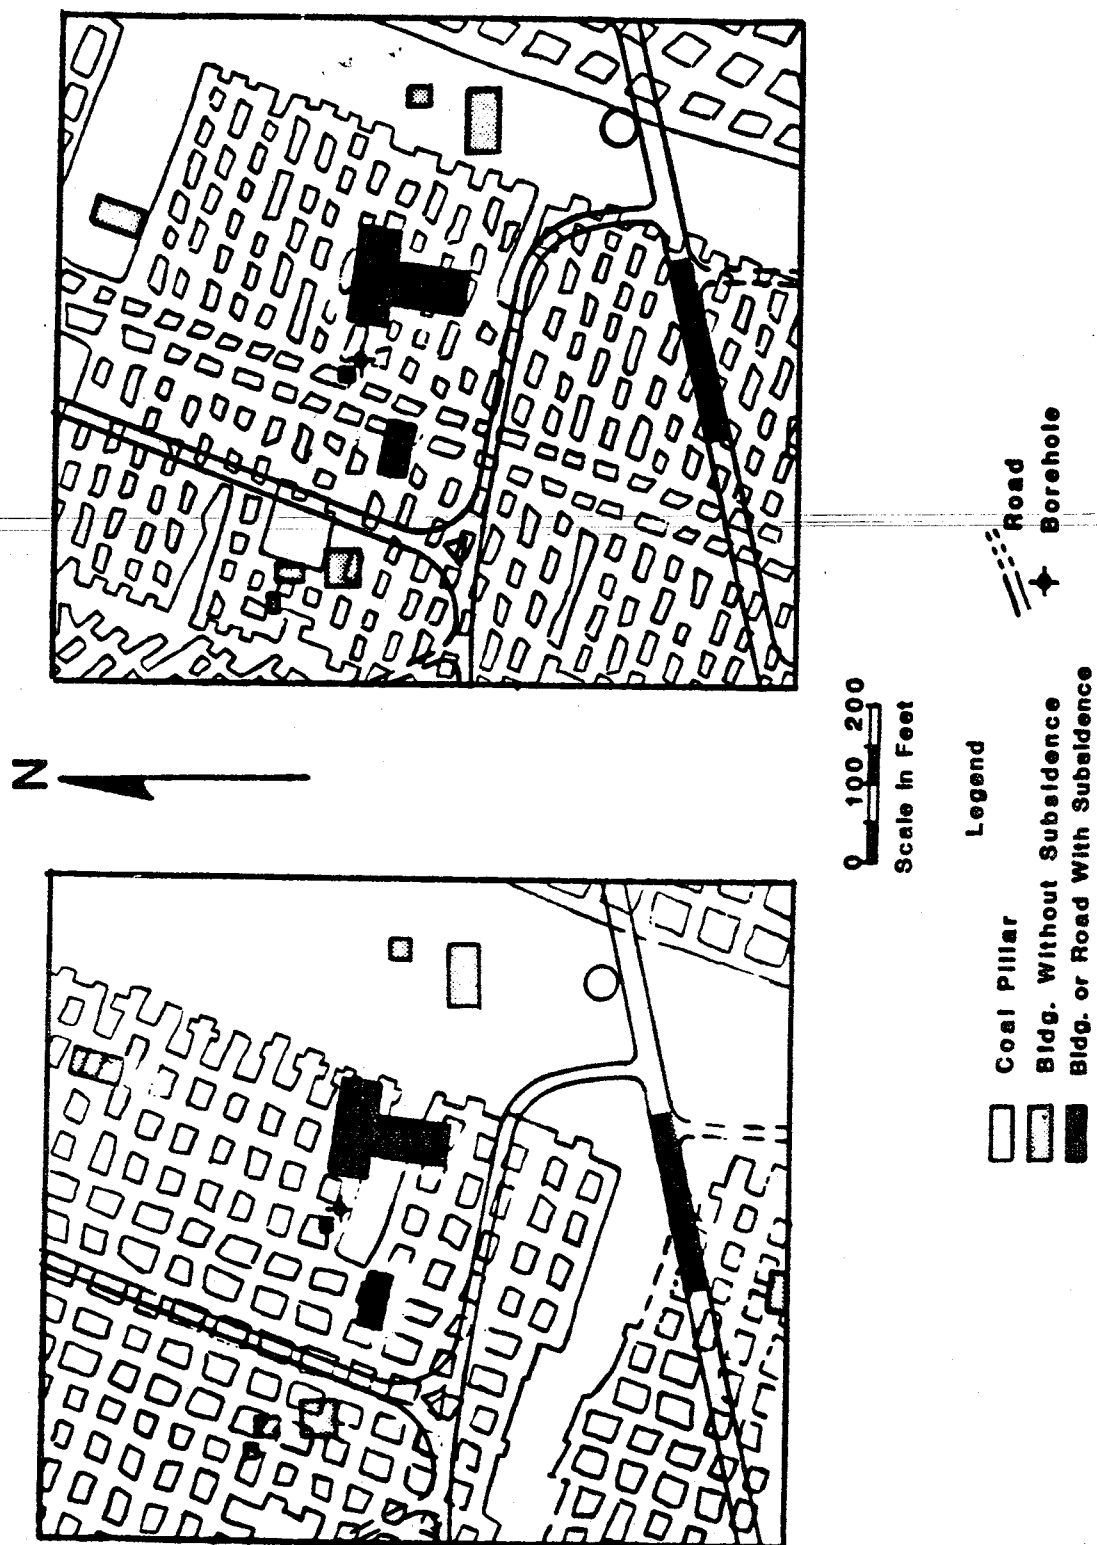 N
0 100 200
Scale in Feet
Legend
Coal Pillar
Bldg. Without Subsidence
Bldg. or Road With Subsidence
Road
Borehole